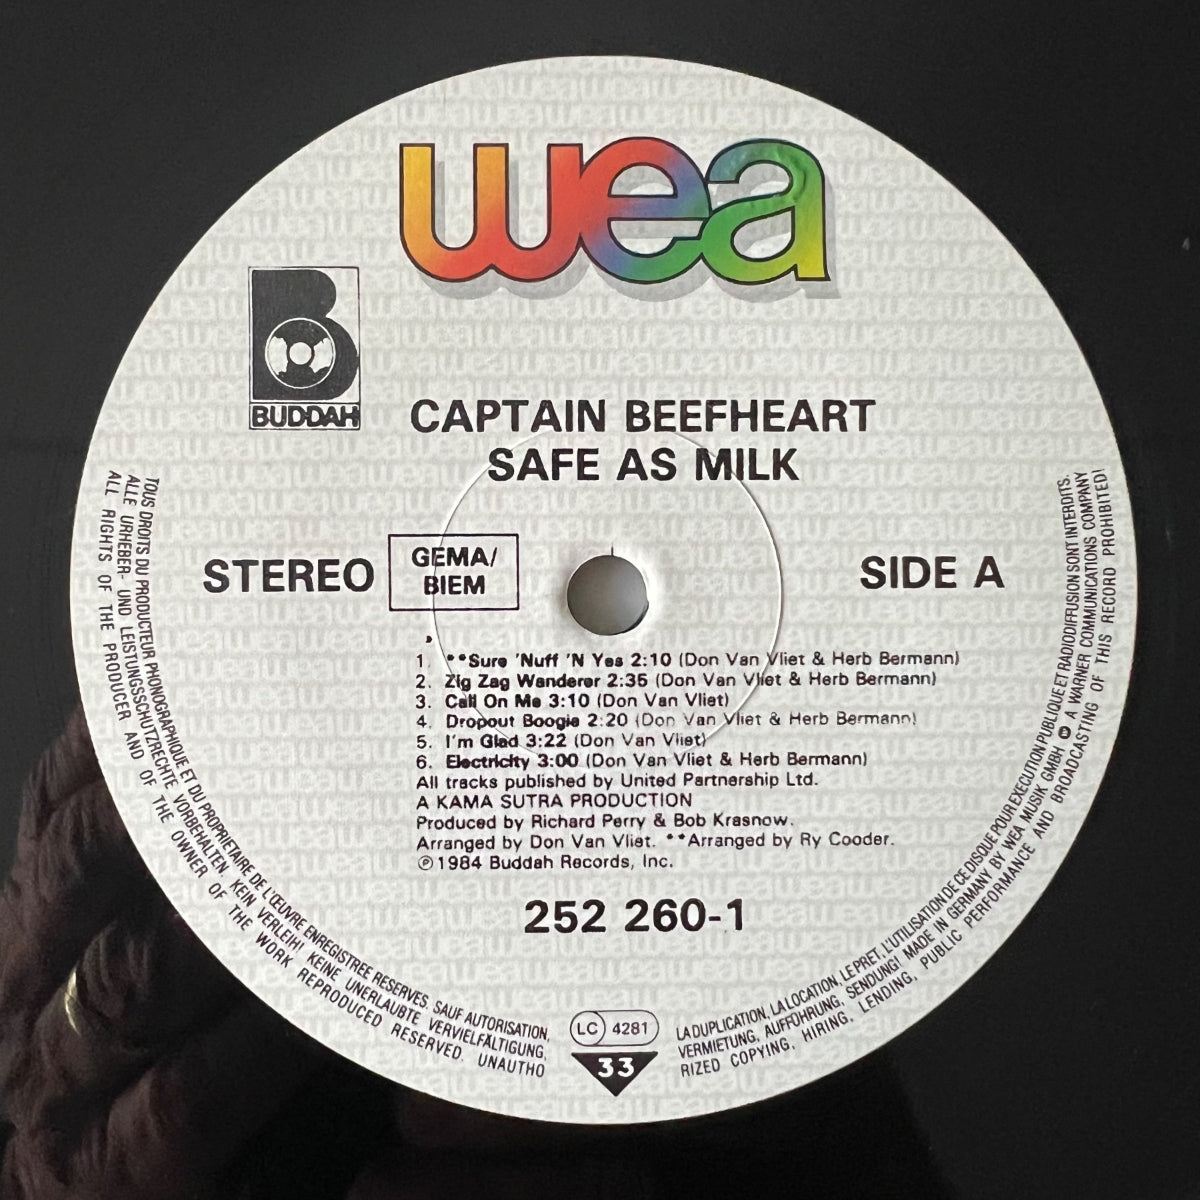 wea
B
BUDDAH
CAPTAIN BEEFHEART
SAFE AS MILK
STEREO
GEMA/
BIEM
SIDE A
1. **Sure 'Nuff 'N Yes 2:10 (Don Van Vliet & Herb Bermann)
2. Zig Zag Wanderer 2:35 (Don Van Vliet & Herb Bermann)
3. Call On Me 3:10 (Don Van Vliet)
4. Dropout Boogie 2:20 (Don Van Vliet & Herb Bermann)
5. I'm Glad 3:22 (Don Van Vliet)
6. Electricity 3:00 (Don Van Vliet & Herb Bermann)
All tracks published by United Partnership Ltd.
A KAMA SUTRA PRODUCTION
Produced by Richard Perry & Bob Krasnow.
Arranged by Don Van Vliet. **Arranged by Ry Cooder.
℗ 1984 Buddah Records, Inc.
252 260-1
LC 4281
33
TOUS DROITS DU PRODUCTEUR PHONOGRAPHIQUE ET DU PROPRIETAIRE DE L'ŒUVRE ENREGISTREE RESERVES. SAUF AUTORISATION, LA DUPLICATION, LA LOCATION, LE PRET, L'UTILISATION DE CE DISQUE POUR EXECUTION PUBLIQUE ET RADIODIFFUSION SONT INTERDITS.
ALLE URHEBER- UND LEISTUNGSSCHUTZRECHTE VORBEHALTEN. KEIN VERLEIH! KEINE UNERLAUBTE VERVIELFÄLTIGUNG, VERMIETUNG, AUFFÜHRUNG, SENDUNG! MADE IN GERMANY BY WEA MUSIK GMBH A WARNER COMMUNICATIONS COMPANY
ALL RIGHTS OF THE PRODUCER AND OF THE OWNER OF THE WORK REPRODUCED RESERVED. UNAUTHORIZED COPYING, HIRING, LENDING, PUBLIC PERFORMANCE AND BROADCASTING OF THIS RECORD PROHIBITED!